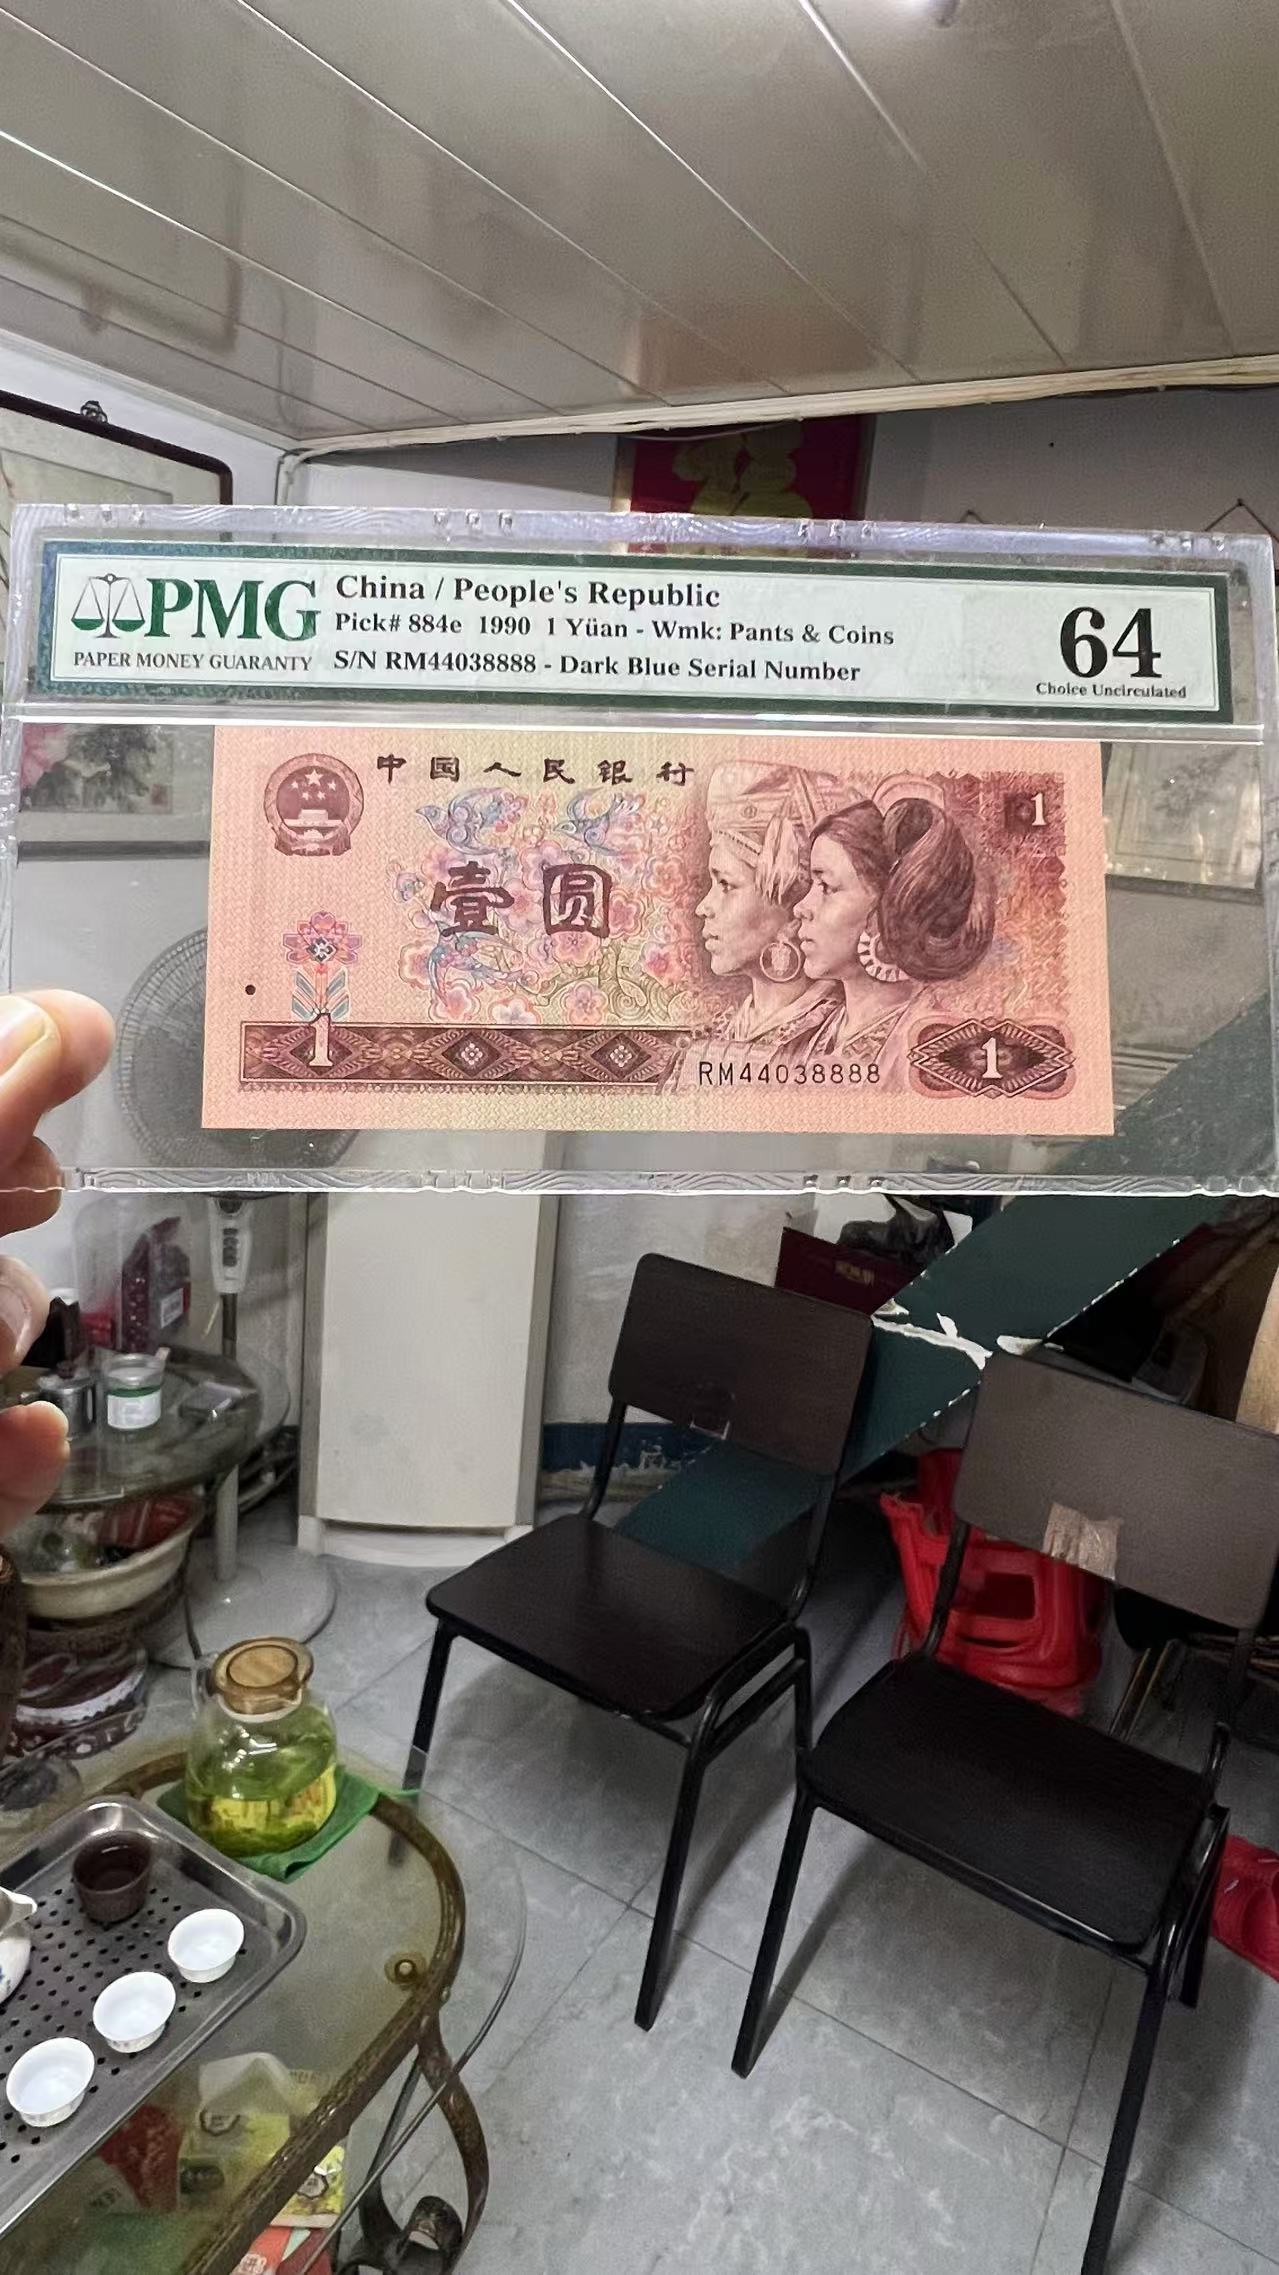 福
PMG
PAPER MONEY GUARANTY
China / People's Republic
Pick# 884e 1990 1 Yüan - Wmk: Pants & Coins
S/N RM44038888 - Dark Blue Serial Number
64
Choice Uncirculated
中国人民银行
1
壹圆
1
RM44038888
1